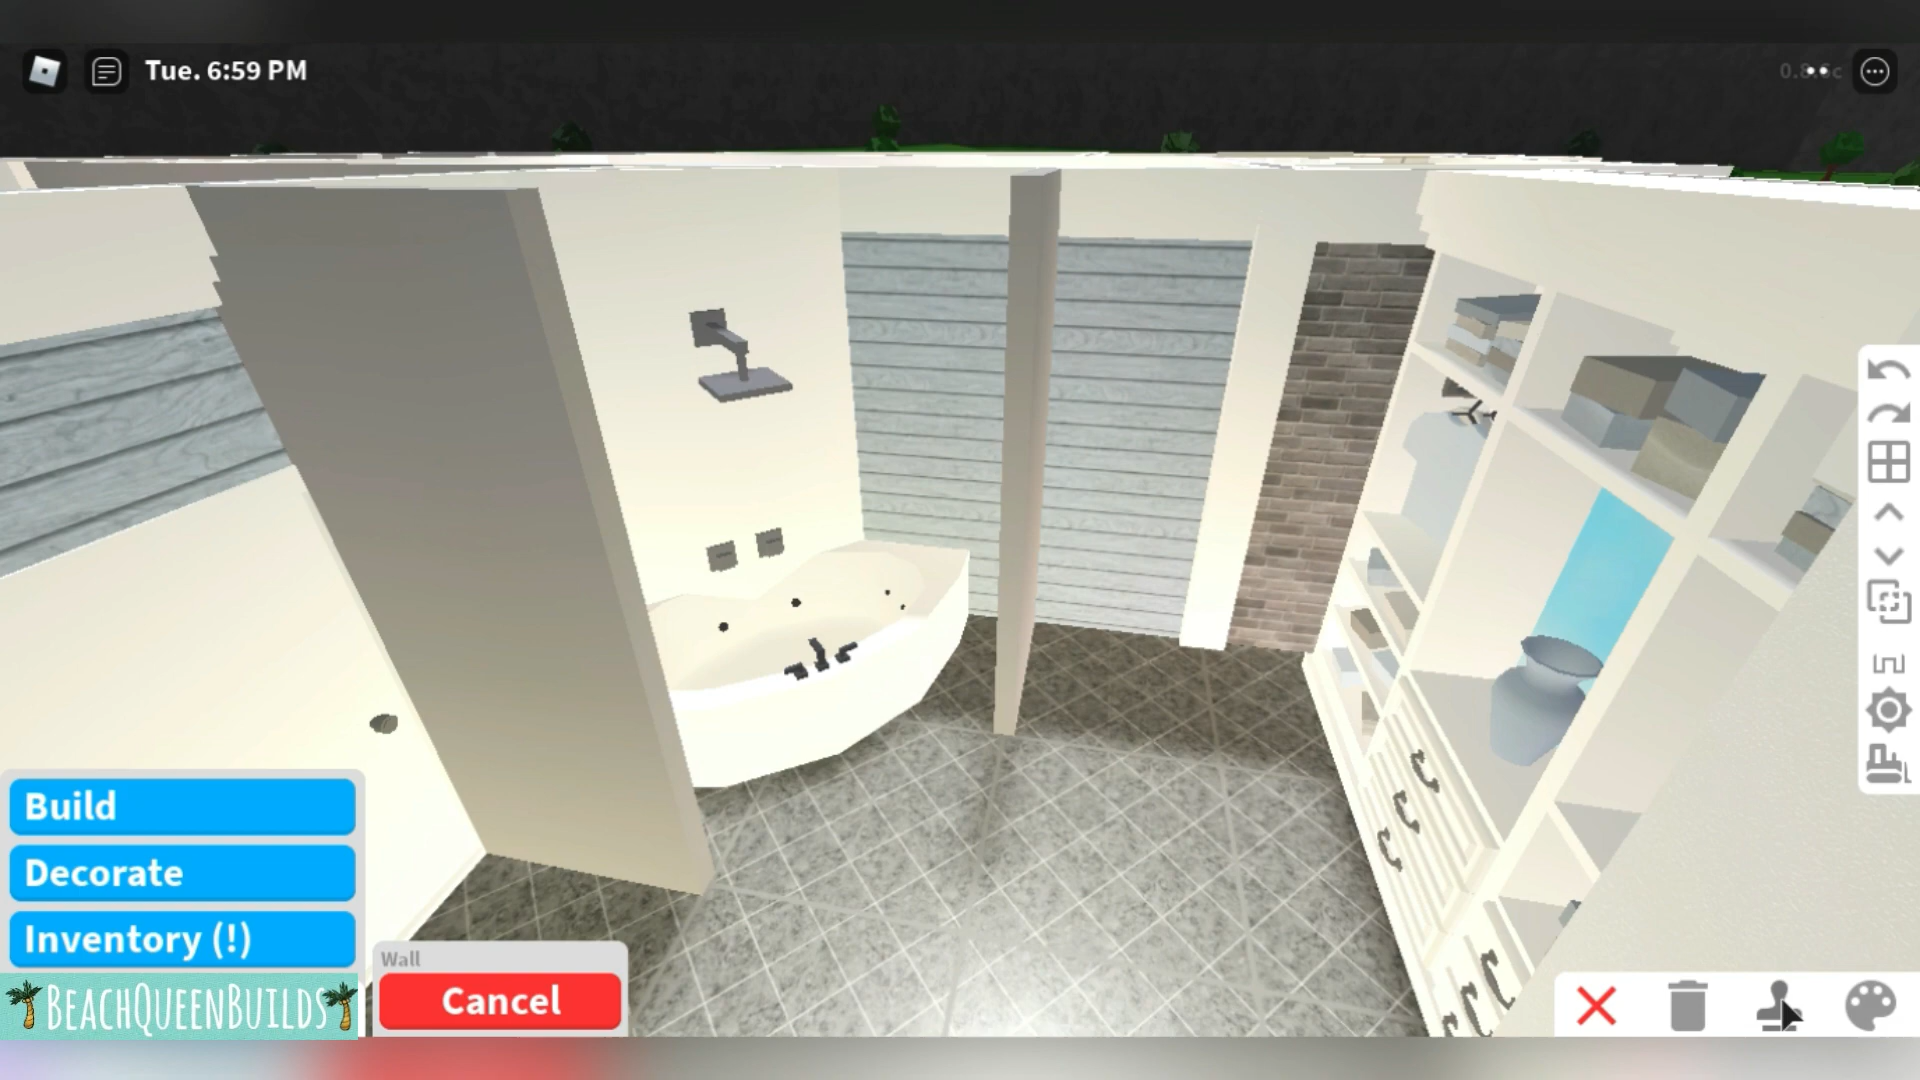 Tue. 6:59 PM
Build
Decorate
Inventory (!)
BEACHQUEENBUILDS
Wall
Cancel